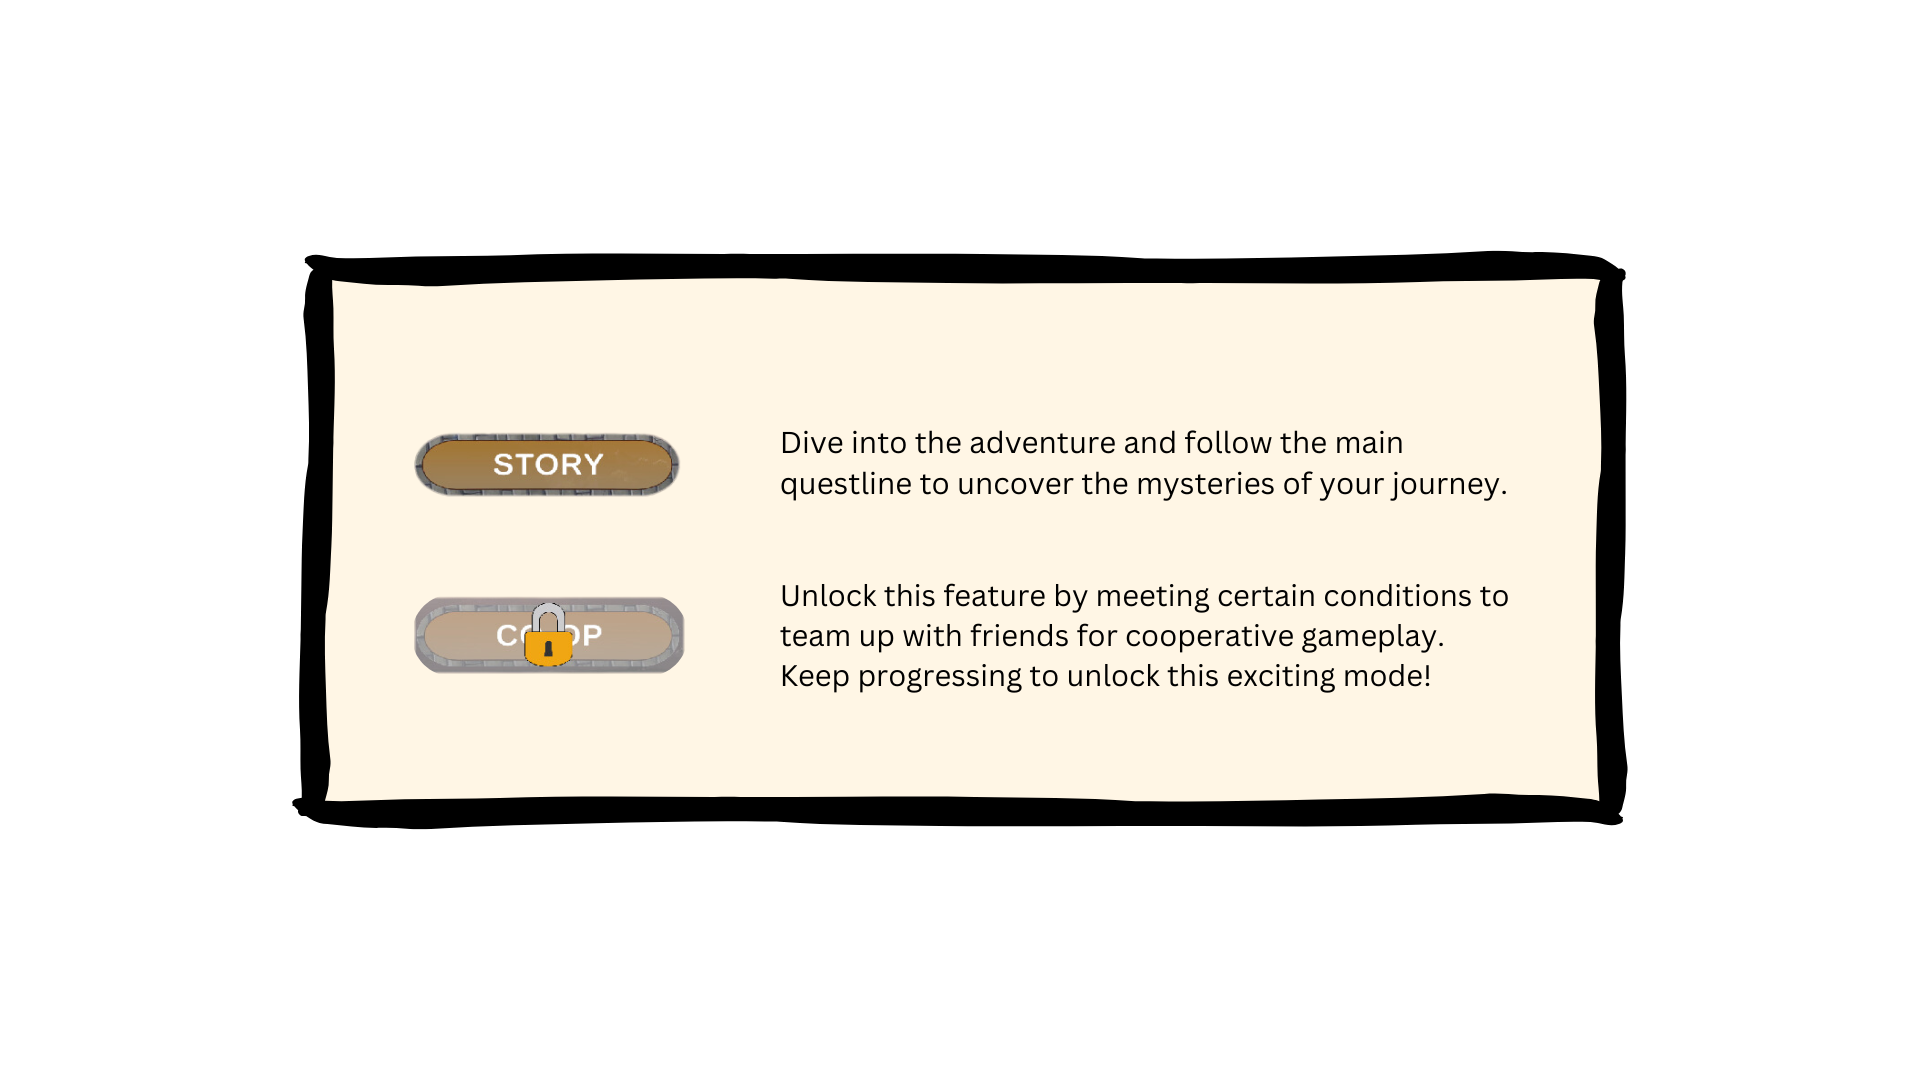 STORY
Dive into the adventure and follow the main
questline to uncover the mysteries of your journey.
Unlock this feature by meeting certain conditions to
team up with friends for cooperative gameplay.
Keep progressing to unlock this exciting mode!